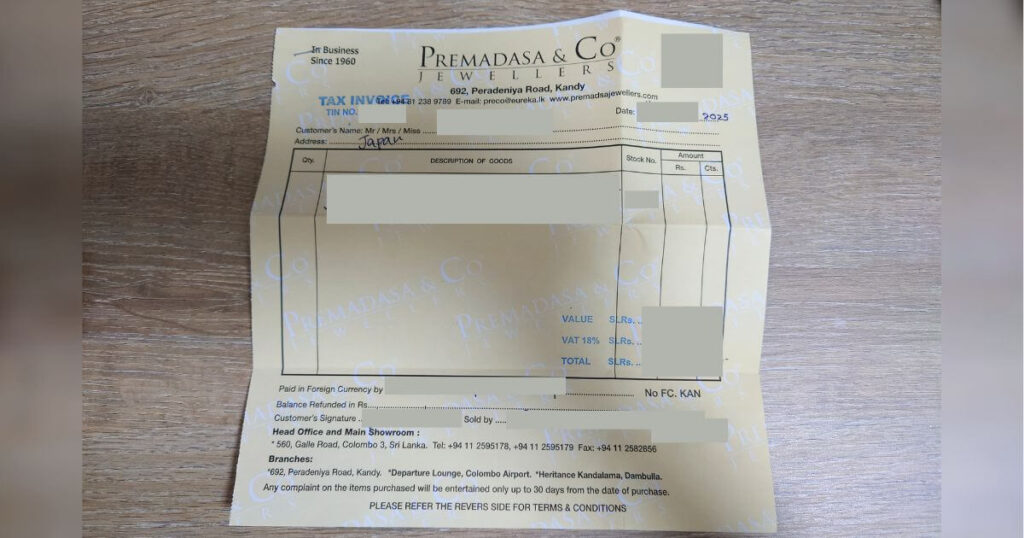 In Business
Since 1960
PREMADASA & CO®
JEWELLERS
692, Peradeniya Road, Kandy
Tel: +94 81 238 9789 E-mail: preco@eureka.lk www.premadsajewellers.com
TAX INVOICE
TIN NO.
Date: 2025
Customer's Name: Mr / Mrs / Miss
Address: Japan
Qty. DESCRIPTION OF GOODS Stock No. Amount
Rs. Cts.
VALUE SLRs. ..
VAT 18% SLRs. ..
TOTAL SLRs. ..
Paid in Foreign Currency by
No FC. KAN
Balance Refunded in Rs.
Customer's Signature .. Sold by .....
Head Office and Main Showroom :
* 560, Galle Road, Colombo 3, Sri Lanka. Tel: +94 11 2595178, +94 11 2595179 Fax: +94 11 2582856
Branches:
*692, Peradeniya Road, Kandy. *Departure Lounge, Colombo Airport. *Heritance Kandalama, Dambulla.
Any complaint on the items purchased will be entertained only up to 30 days from the date of purchase.
PLEASE REFER THE REVERS SIDE FOR TERMS & CONDITIONS